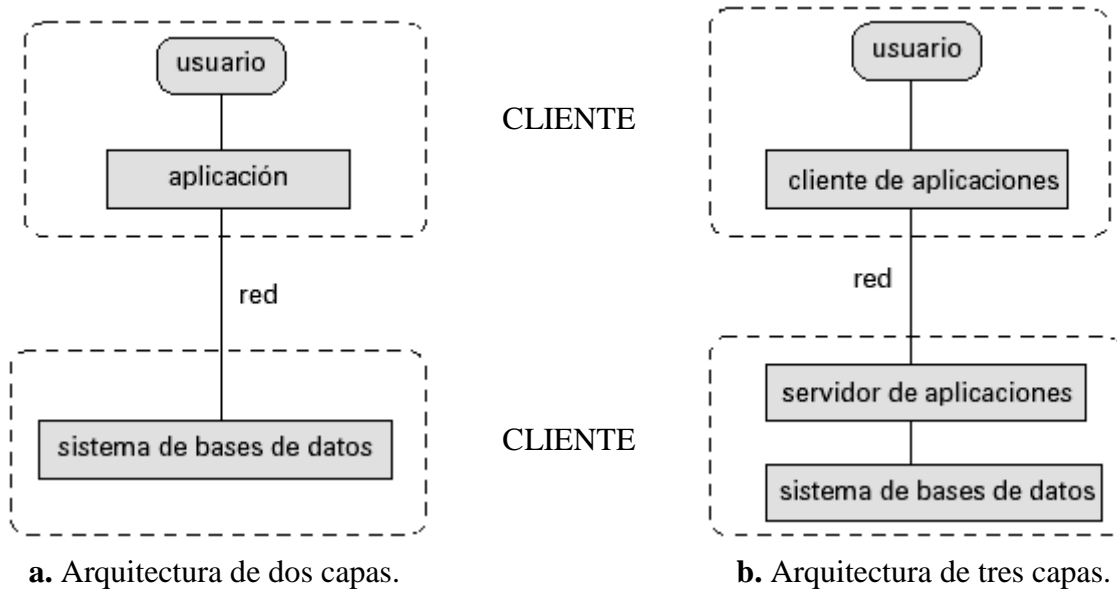 usuario
aplicación
red
sistema de bases de datos
a. Arquitectura de dos capas.
CLIENTE
CLIENTE
usuario
cliente de aplicaciones
red
servidor de aplicaciones
sistema de bases de datos
b. Arquitectura de tres capas.